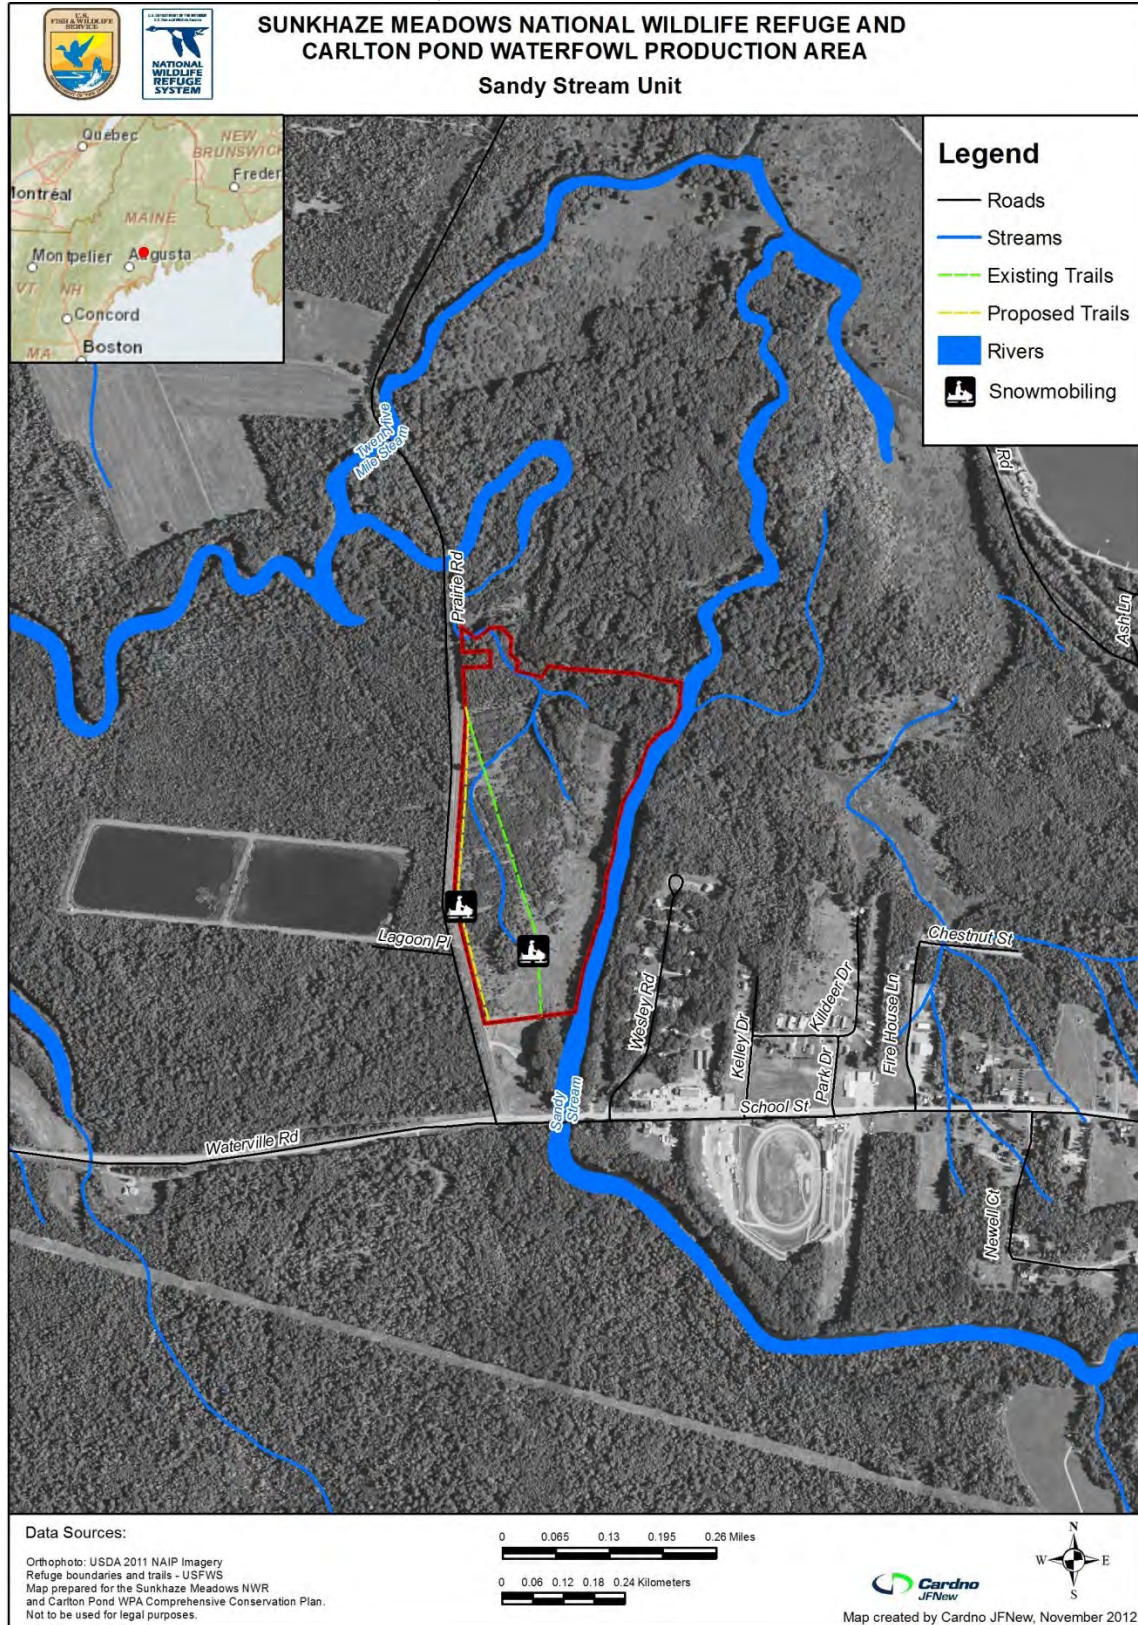 U.S.
FISH & WILDLIFE
SERVICE
NATIONAL
WILDLIFE
REFUGE
SYSTEM
SUNKHAZE MEADOWS NATIONAL WILDLIFE REFUGE AND
CARLTON POND WATERFOWL PRODUCTION AREA
Sandy Stream Unit
Québec
NEW
BRUNSWICK
Freder
Montréal
MAINE
Montpelier
Augusta
VT
NH
Concord
MA
Boston
Legend
Roads
Streams
Existing Trails
Proposed Trails
Rivers
Snowmobiling
Rd
Ash Ln
Twenty-five
Mile Steam
Prairie Rd
Lagoon Pl
Wesley Rd
Kelley Dr
Killdeer Dr
Park Dr
Fire House Ln
Chestnut St
Sandy
Stream
School St
Waterville Rd
Newell Ct
Data Sources:
Orthophoto: USDA 2011 NAIP Imagery
Refuge boundaries and trails - USFWS
Map prepared for the Sunkhaze Meadows NWR
and Carlton Pond WPA Comprehensive Conservation Plan.
Not to be used for legal purposes.
0 0.065 0.13 0.195 0.26 Miles
0 0.06 0.12 0.18 0.24 Kilometers
N
W E
S
Cardno
JFNew
Map created by Cardno JFNew, November 2012